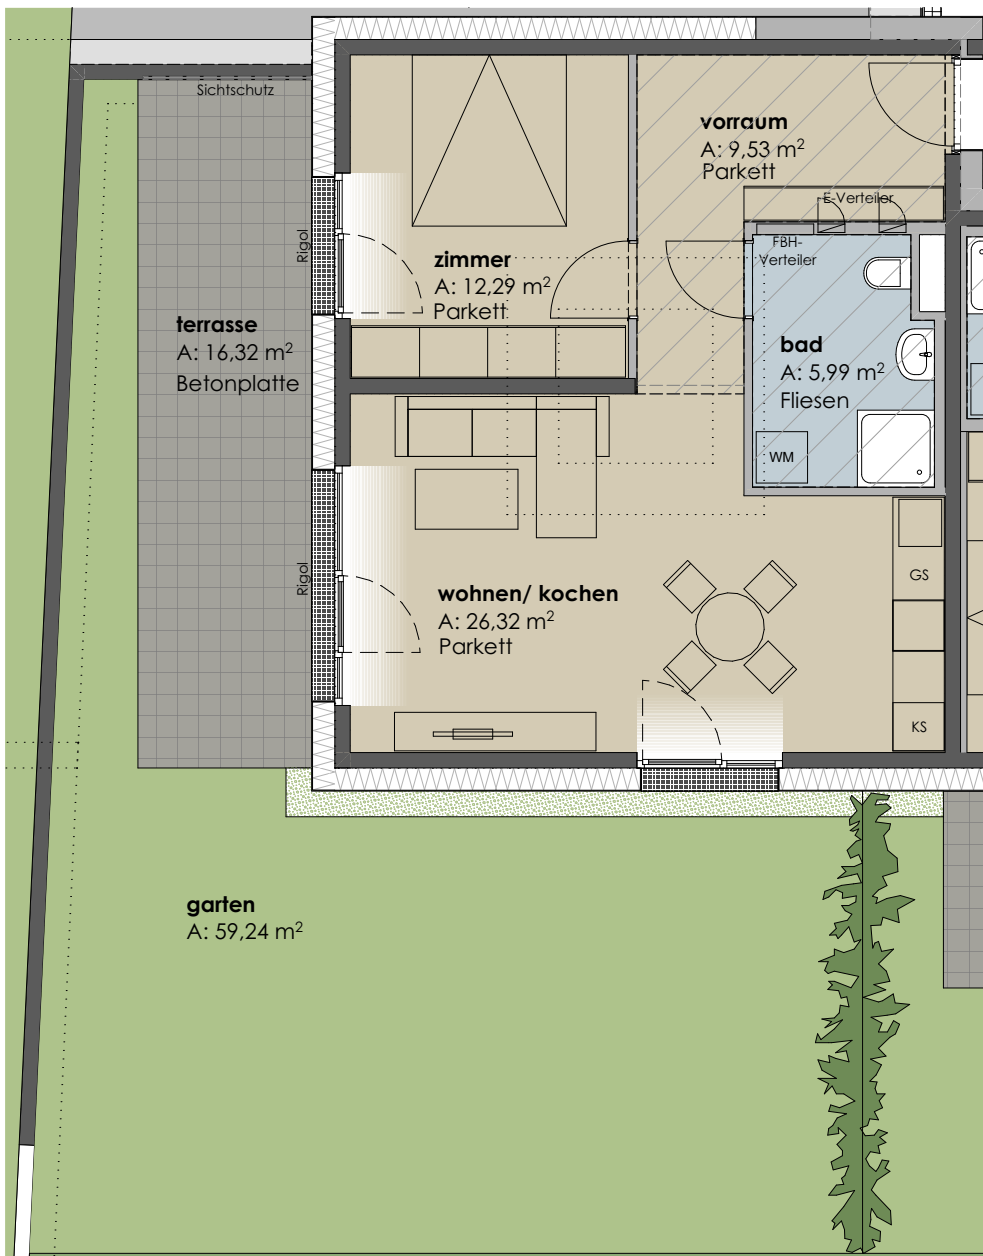 Sichtschutz
vorraum
A: 9,53 m²
Parkett
E-Verteiler
FBH-
Verteiler
Rigol
zimmer
A: 12,29 m²
Parkett
terrasse
A: 16,32 m²
Betonplatte
bad
A: 5,99 m²
Fliesen
WM
Rigol
GS
wohnen/ kochen
A: 26,32 m²
Parkett
KS
garten
A: 59,24 m²